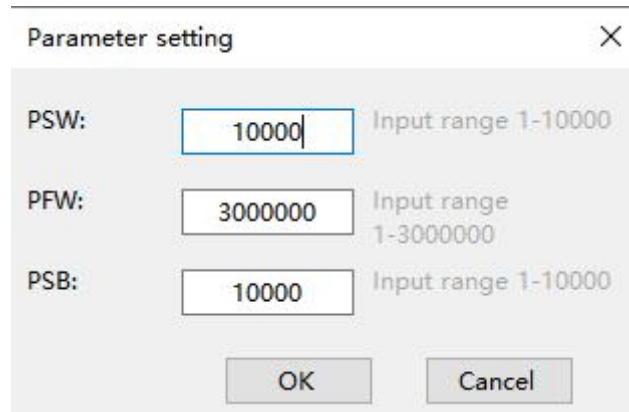 Parameter setting
PSW: 10000 Input range 1-10000
PFW: 3000000 Input range
1-3000000
PSB: 10000 Input range 1-10000
OK Cancel